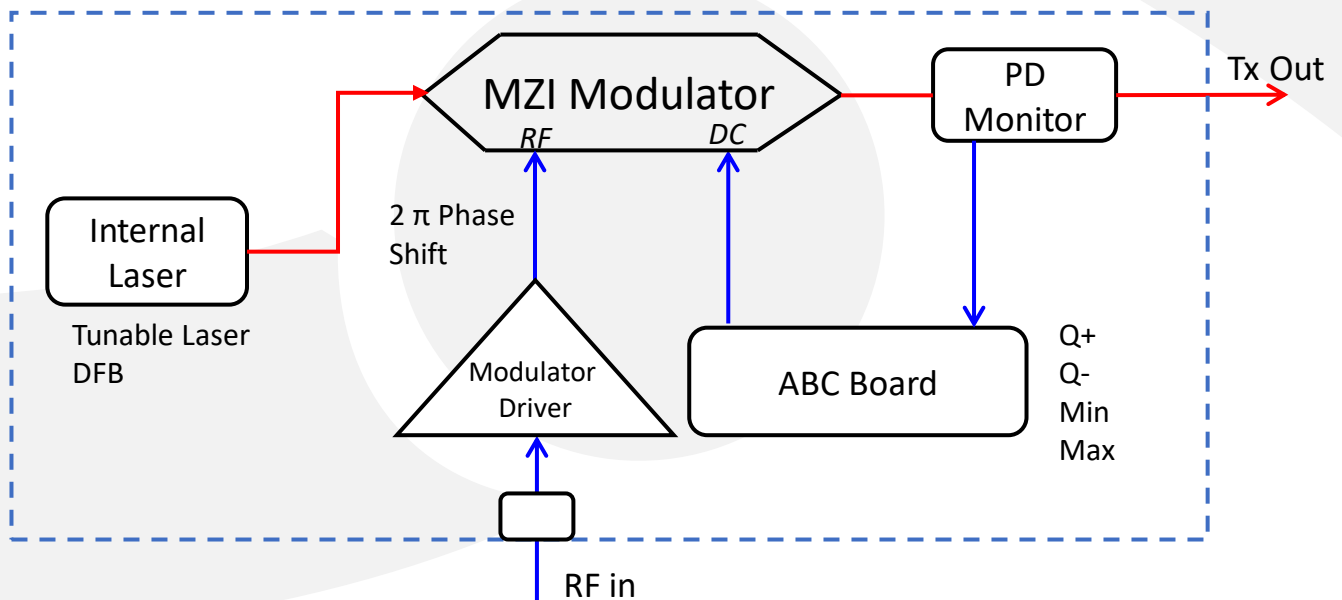 MZI Modulator
RF
DC
PD
Monitor
Tx Out
Internal
Laser
Tunable Laser
DFB
2 π Phase
Shift
Modulator
Driver
ABC Board
Q+
Q-
Min
Max
RF in